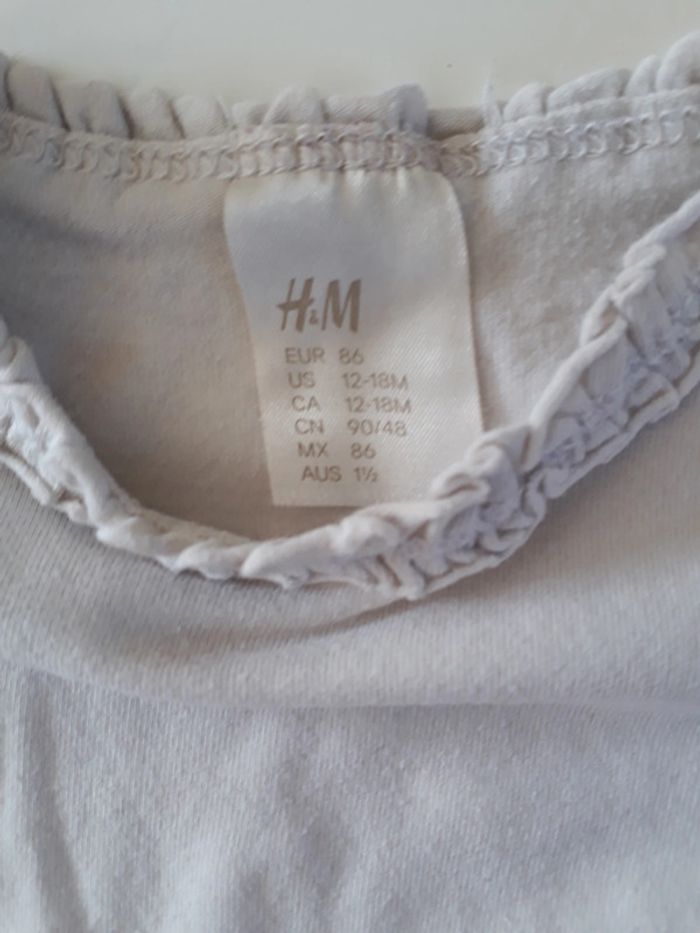 H&M
EUR 86
US 12-18M
CA 12-18M
CN 90/48
MX 86
AUS 1½